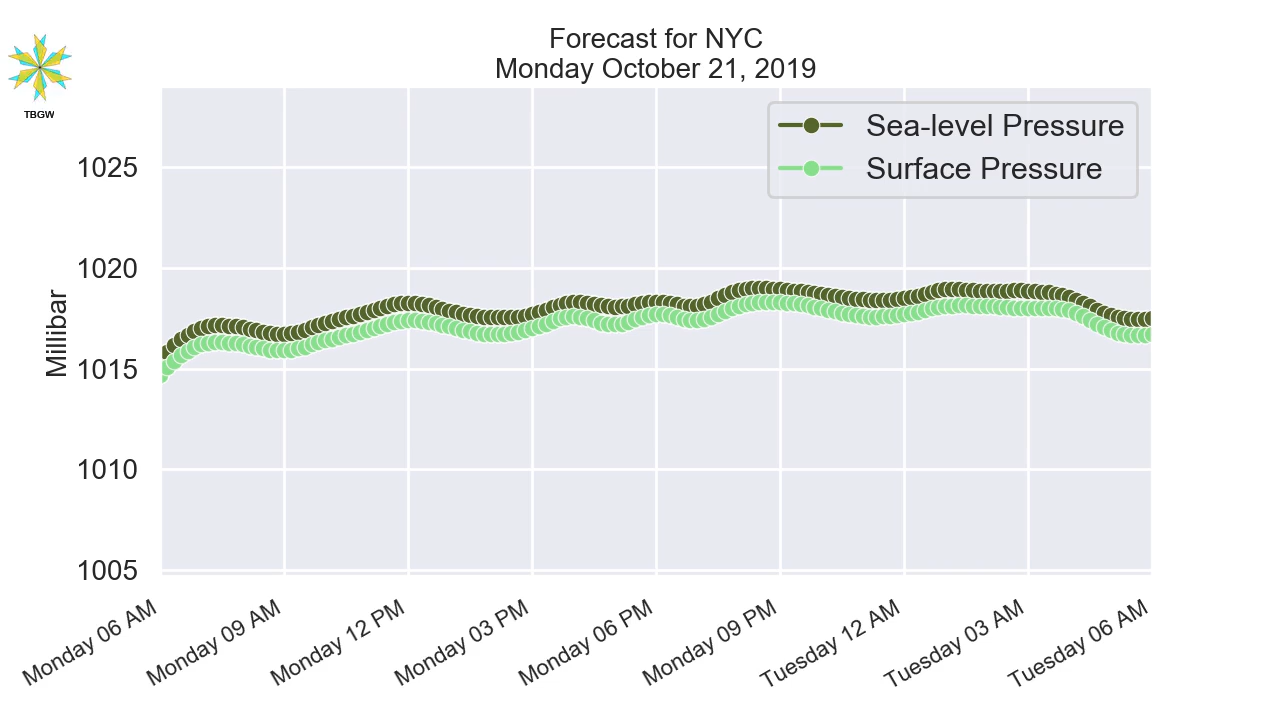 Forecast for NYC
Monday October 21, 2019
TBGW
Sea-level Pressure
Surface Pressure
Millibar
1025
1020
1015
1010
1005
Monday 06 AM
Monday 09 AM
Monday 12 PM
Monday 03 PM
Monday 06 PM
Monday 09 PM
Tuesday 12 AM
Tuesday 03 AM
Tuesday 06 AM